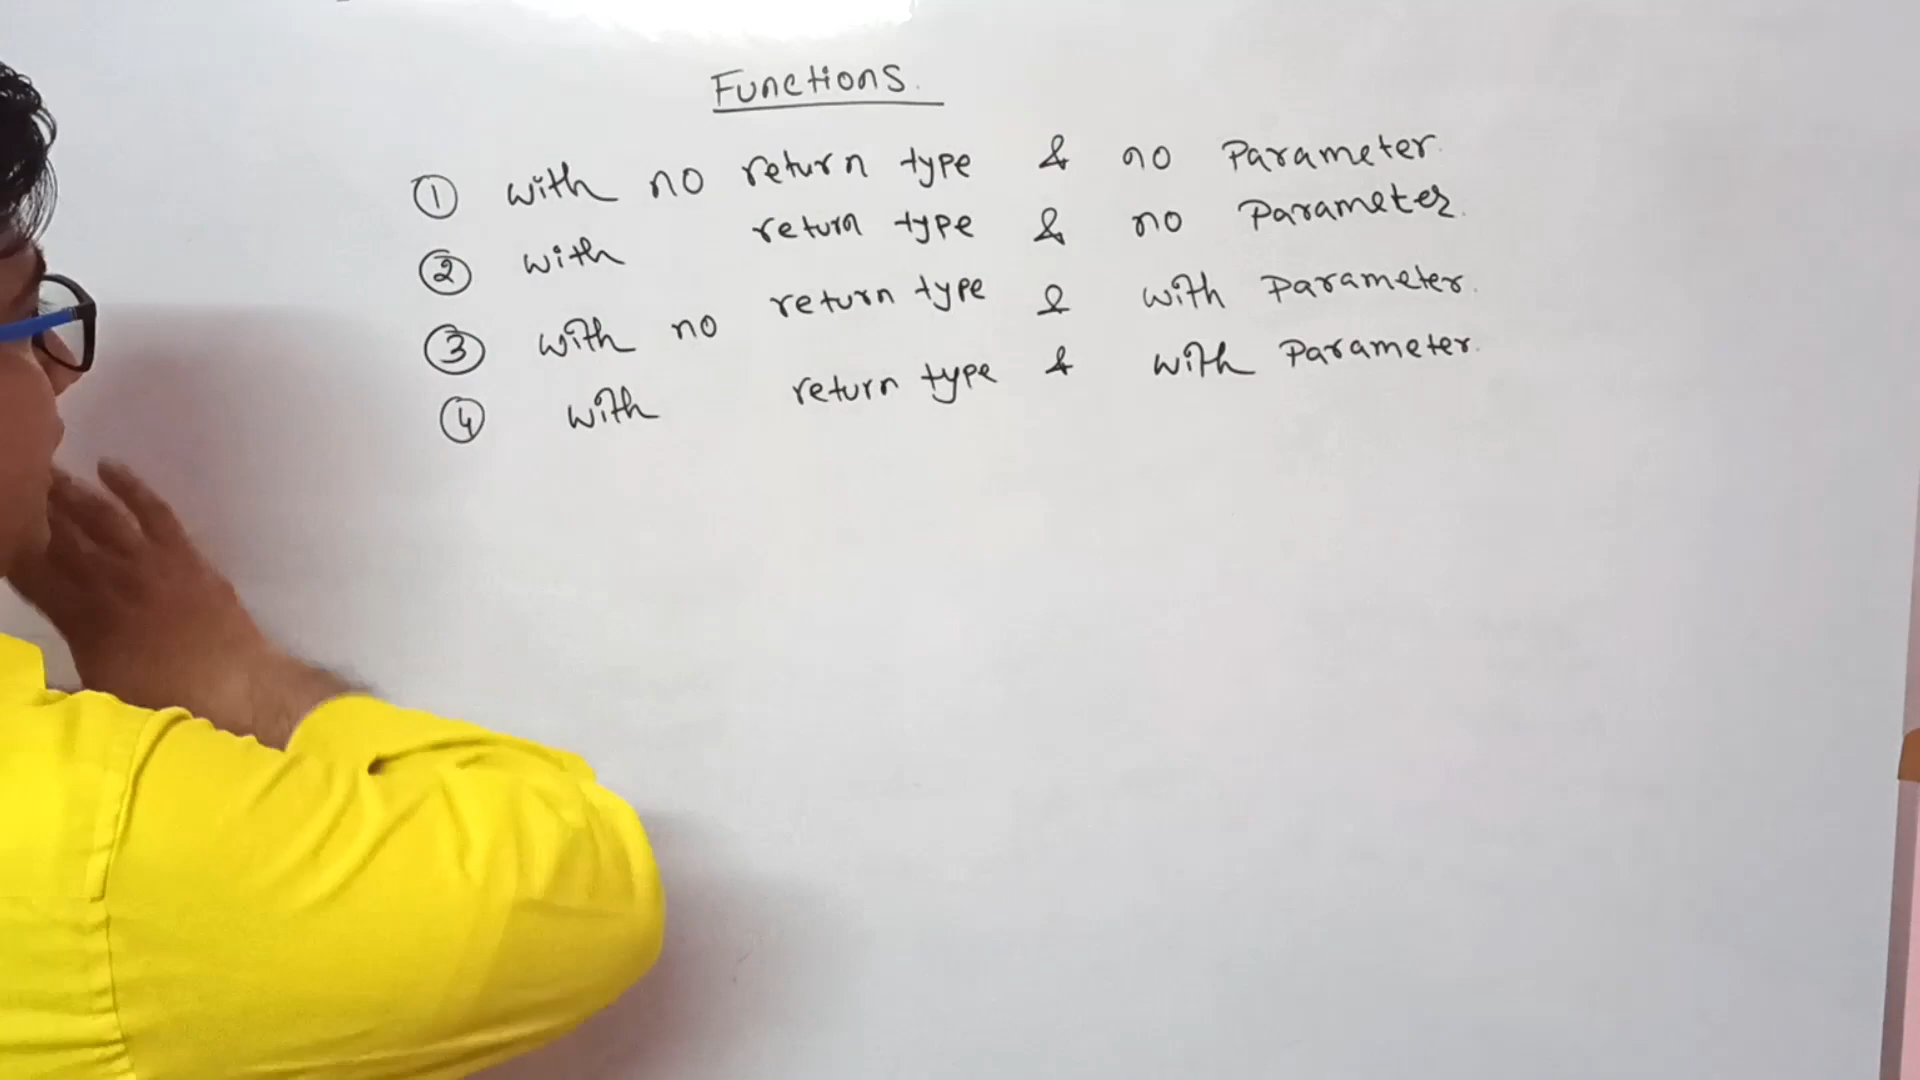 Functions.
① with no return type & no Parameter.
② with return type & no Parameter.
③ with no return type & with Parameter.
④ with return type & with Parameter.